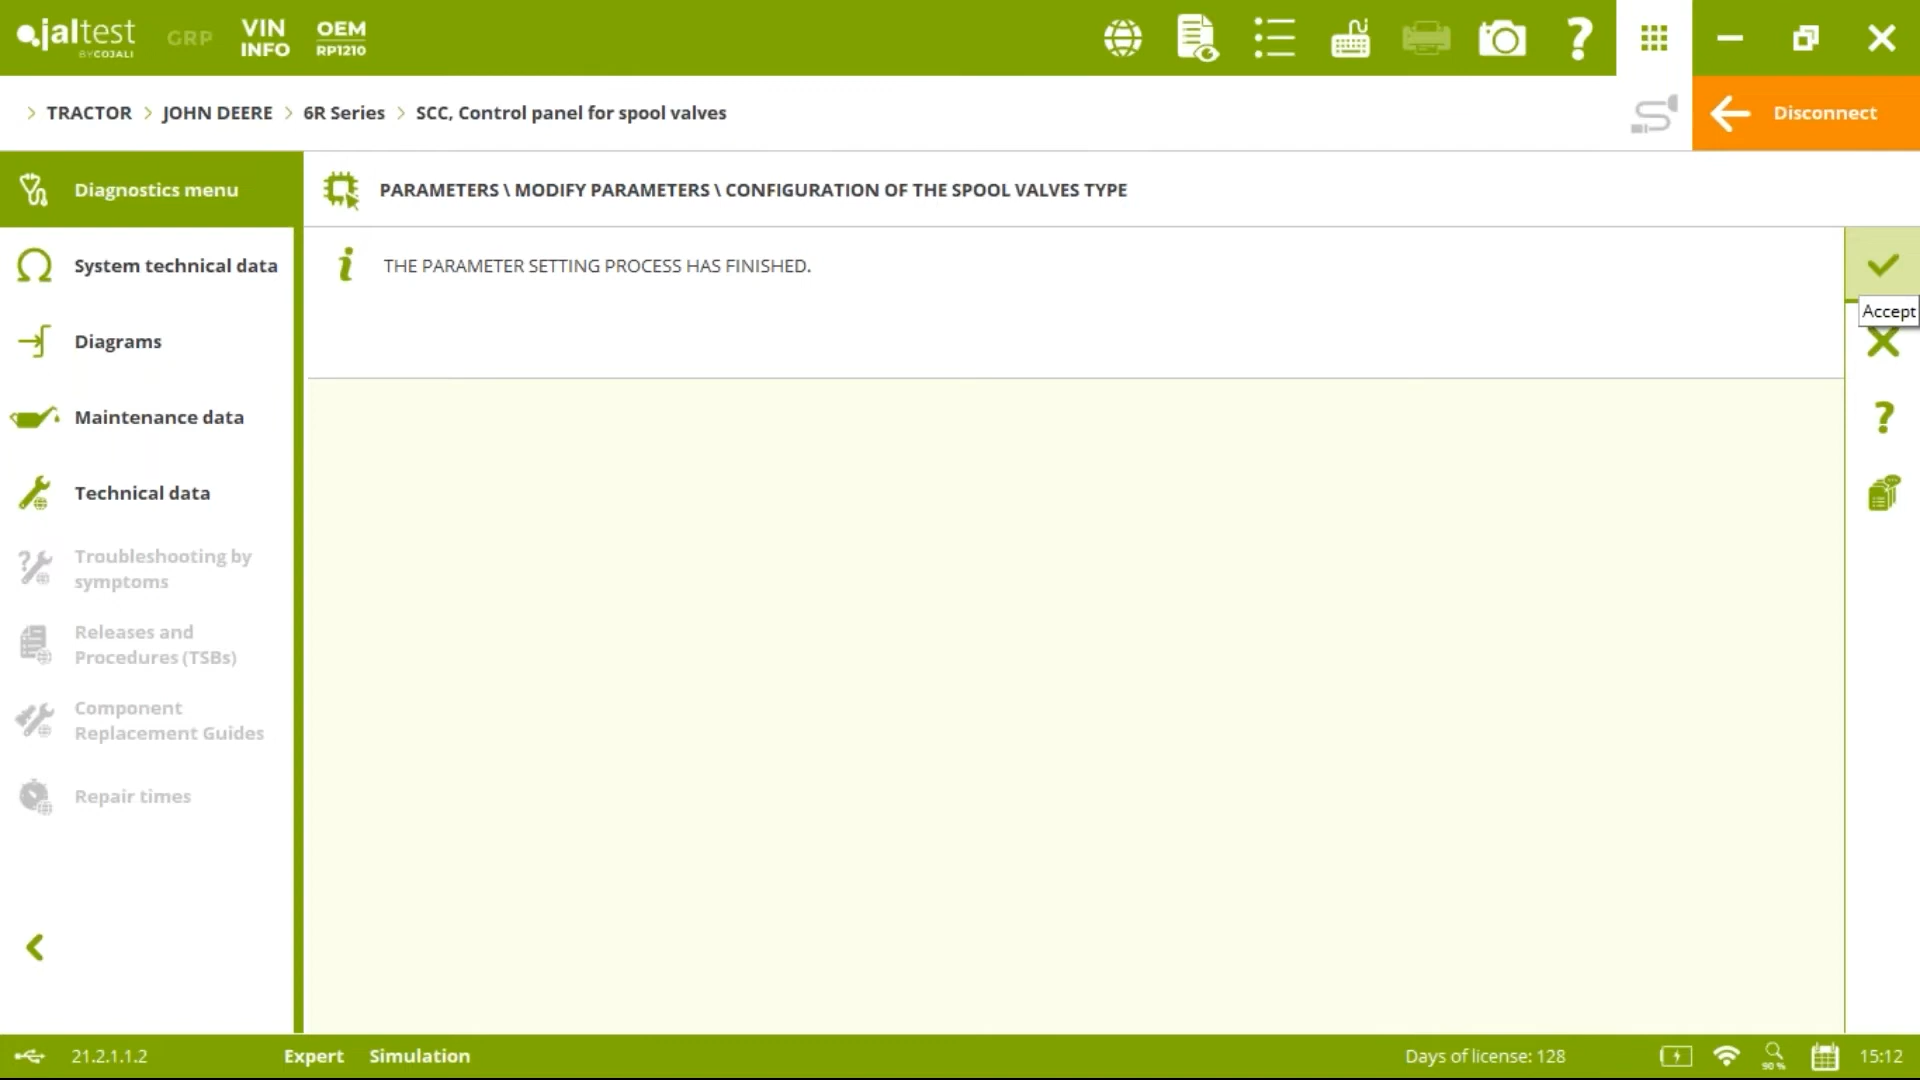 jaltest
BY COJALI
GRP
VIN
INFO
OEM
RP1210
TRACTOR
JOHN DEERE
6R Series
SCC, Control panel for spool valves
Disconnect
Diagnostics menu
PARAMETERS \ MODIFY PARAMETERS \ CONFIGURATION OF THE SPOOL VALVES TYPE
System technical data
THE PARAMETER SETTING PROCESS HAS FINISHED.
Accept
Diagrams
Maintenance data
Technical data
Troubleshooting by
symptoms
Releases and
Procedures (TSBs)
Component
Replacement Guides
Repair times
21.2.1.1.2
Expert
Simulation
Days of license: 128
90 %
15:12